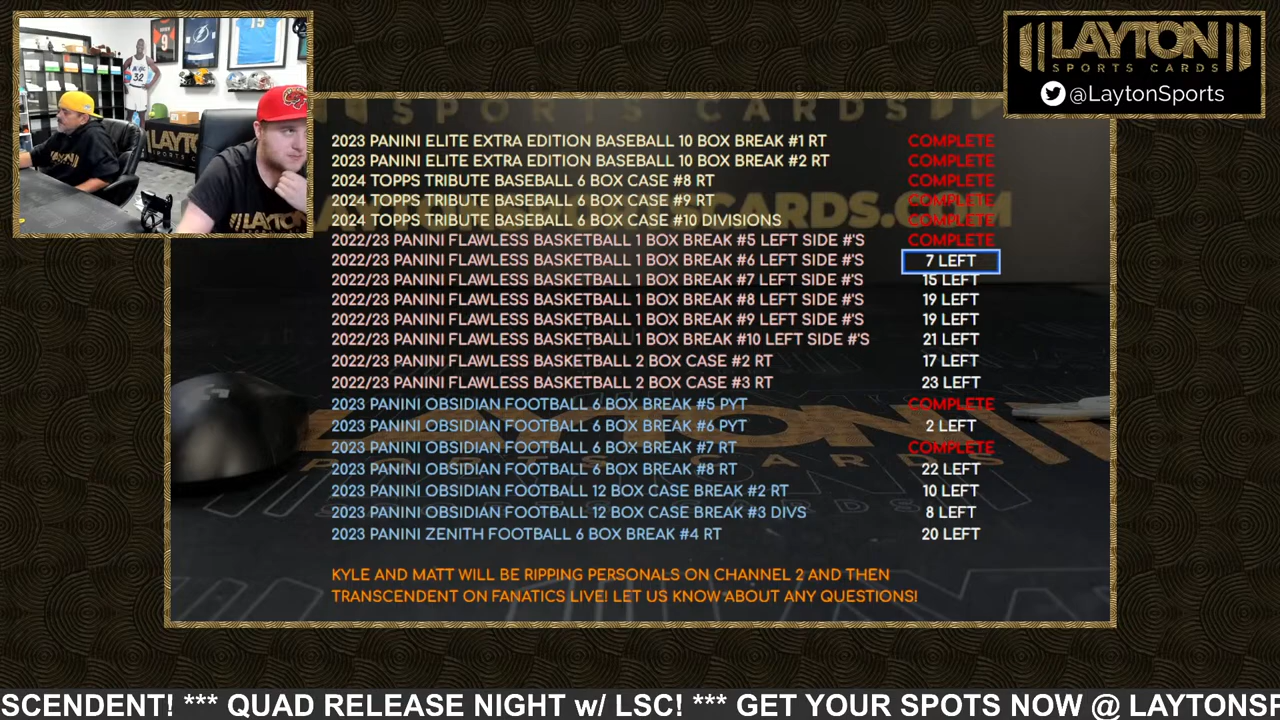 LAYTON
SPORTS CARDS
@LaytonSports
SPORTS CARDS
2023 PANINI ELITE EXTRA EDITION BASEBALL 10 BOX BREAK #1 RT COMPLETE
2023 PANINI ELITE EXTRA EDITION BASEBALL 10 BOX BREAK #2 RT COMPLETE
2024 TOPPS TRIBUTE BASEBALL 6 BOX CASE #8 RT COMPLETE
2024 TOPPS TRIBUTE BASEBALL 6 BOX CASE #9 RT COMPLETE
2024 TOPPS TRIBUTE BASEBALL 6 BOX CASE #10 DIVISIONS COMPLETE
2022/23 PANINI FLAWLESS BASKETBALL 1 BOX BREAK #5 LEFT SIDE #'S COMPLETE
2022/23 PANINI FLAWLESS BASKETBALL 1 BOX BREAK #6 LEFT SIDE #'S 7 LEFT
2022/23 PANINI FLAWLESS BASKETBALL 1 BOX BREAK #7 LEFT SIDE #'S 15 LEFT
2022/23 PANINI FLAWLESS BASKETBALL 1 BOX BREAK #8 LEFT SIDE #'S 19 LEFT
2022/23 PANINI FLAWLESS BASKETBALL 1 BOX BREAK #9 LEFT SIDE #'S 19 LEFT
2022/23 PANINI FLAWLESS BASKETBALL 1 BOX BREAK #10 LEFT SIDE #'S 21 LEFT
2022/23 PANINI FLAWLESS BASKETBALL 2 BOX CASE #2 RT 17 LEFT
2022/23 PANINI FLAWLESS BASKETBALL 2 BOX CASE #3 RT 23 LEFT
2023 PANINI OBSIDIAN FOOTBALL 6 BOX BREAK #5 PYT COMPLETE
2023 PANINI OBSIDIAN FOOTBALL 6 BOX BREAK #6 PYT 2 LEFT
2023 PANINI OBSIDIAN FOOTBALL 6 BOX BREAK #7 RT COMPLETE
2023 PANINI OBSIDIAN FOOTBALL 6 BOX BREAK #8 RT 22 LEFT
2023 PANINI OBSIDIAN FOOTBALL 12 BOX CASE BREAK #2 RT 10 LEFT
2023 PANINI OBSIDIAN FOOTBALL 12 BOX CASE BREAK #3 DIVS 8 LEFT
2023 PANINI ZENITH FOOTBALL 6 BOX BREAK #4 RT 20 LEFT
KYLE AND MATT WILL BE RIPPING PERSONALS ON CHANNEL 2 AND THEN
TRANSCENDENT ON FANATICS LIVE! LET US KNOW ABOUT ANY QUESTIONS!
SCENDENT! *** QUAD RELEASE NIGHT w/ LSC! *** GET YOUR SPOTS NOW @ LAYTONSP